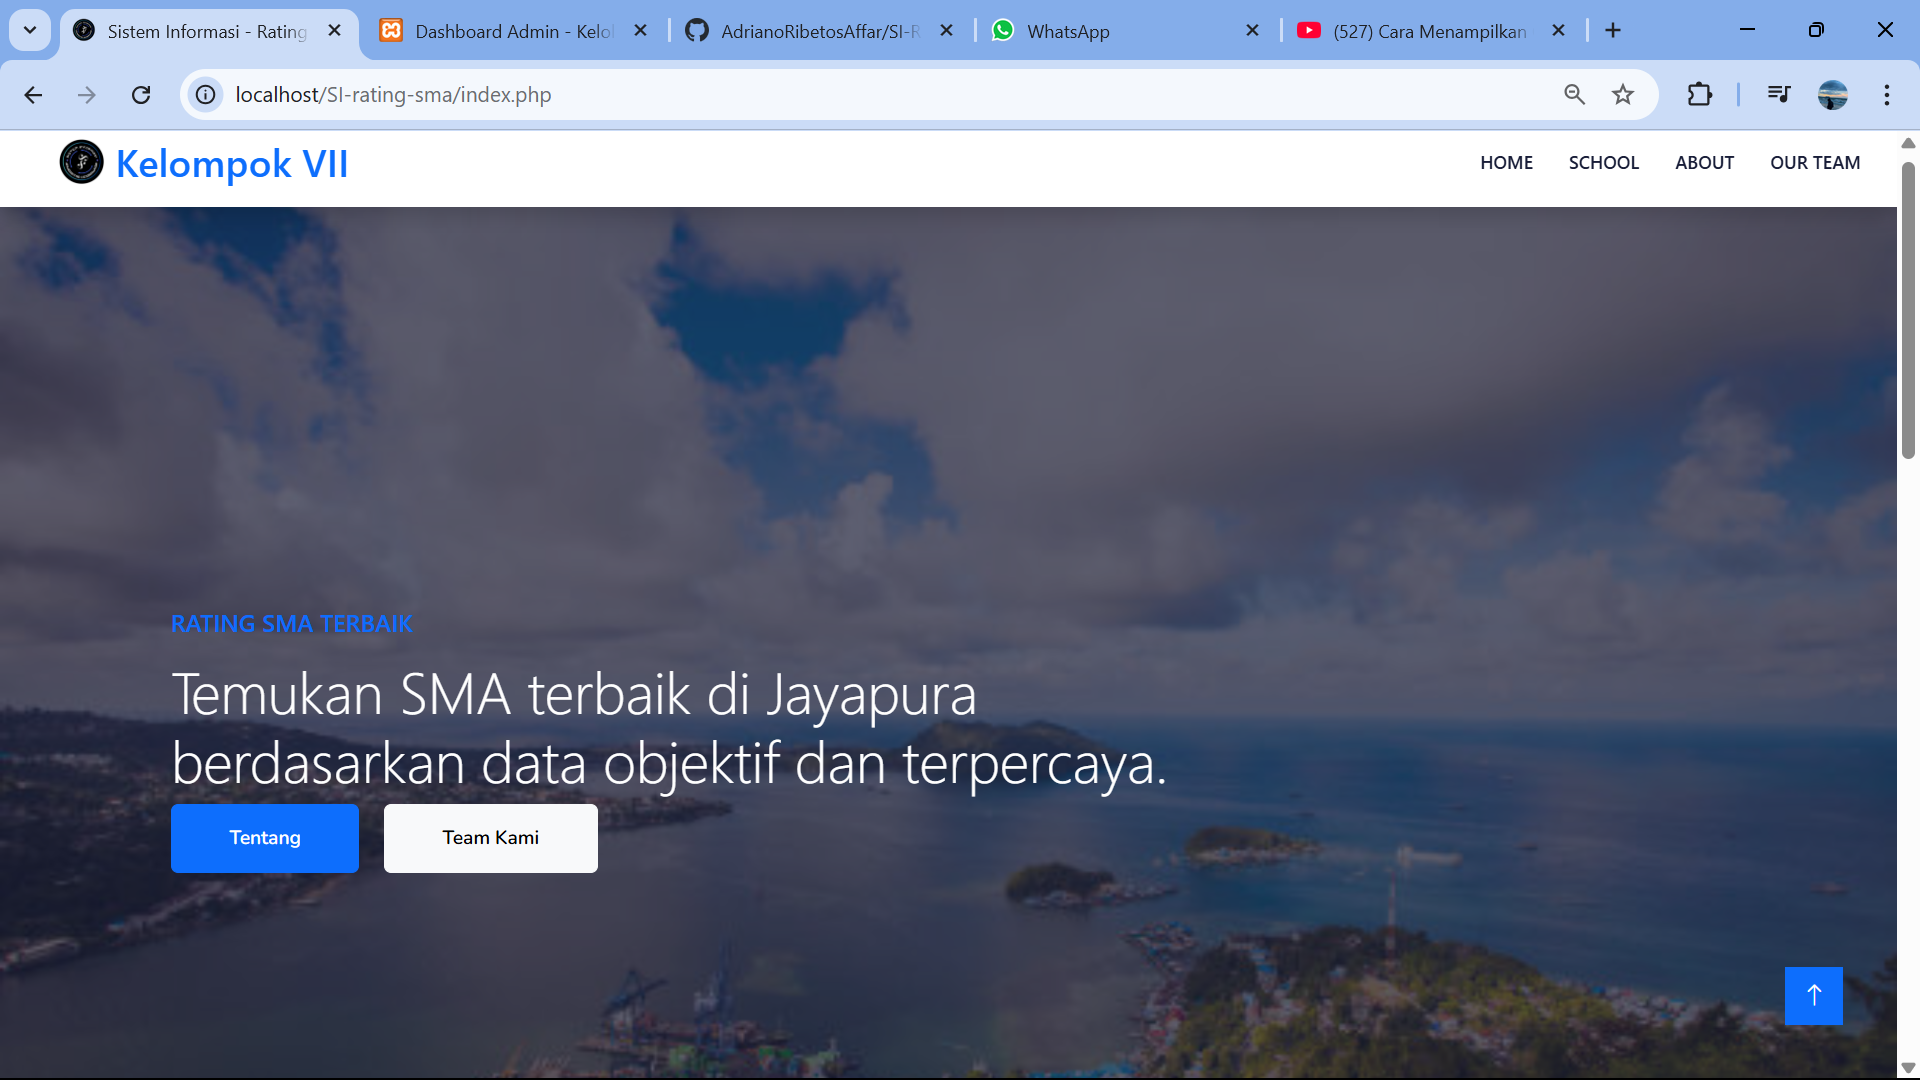 Sistem Informasi - Rating
Dashboard Admin - Kelo
AdrianoRibetosAffar/SI-R
WhatsApp
(527) Cara Menampilkan
localhost/SI-rating-sma/index.php
Kelompok VII
HOME
SCHOOL
ABOUT
OUR TEAM
RATING SMA TERBAIK
Temukan SMA terbaik di Jayapura
berdasarkan data objektif dan terpercaya.
Tentang
Team Kami